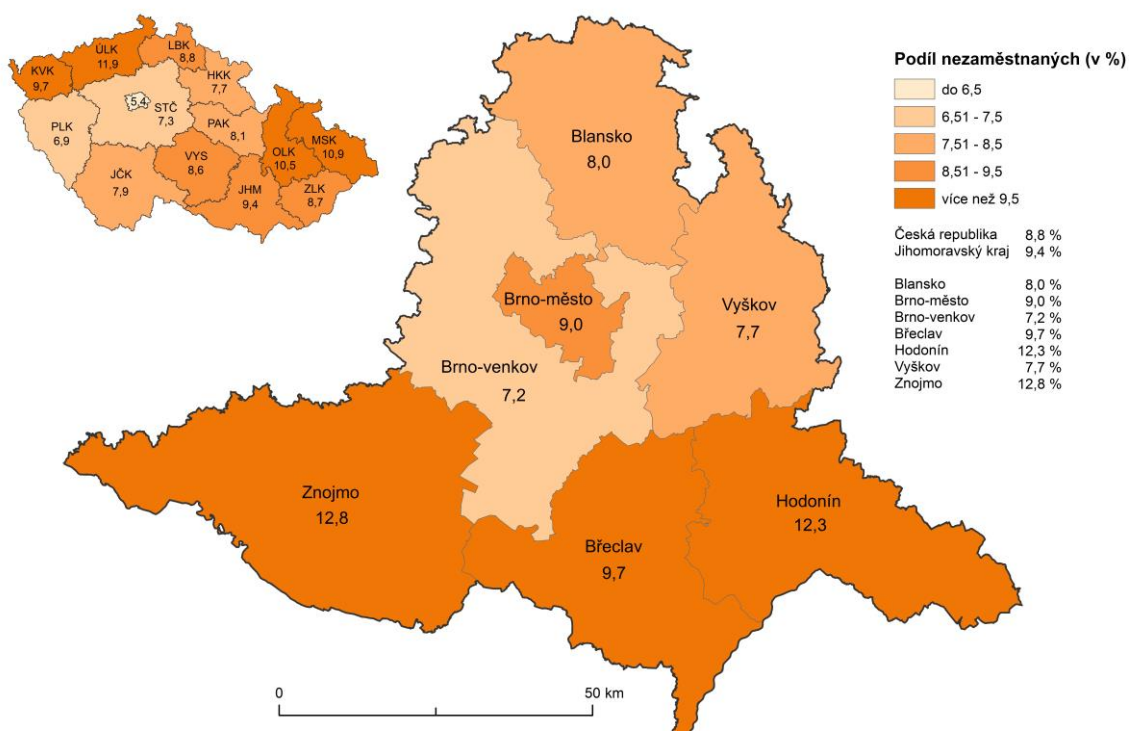 ÚLK
11,9
LBK
8,8
KVK
9,7
HKK
7,7
5,4
STČ
7,3
PLK
6,9
PAK
8,1
MSK
10,9
OLK
10,5
VYS
8,6
JČK
7,9
JHM
9,4
ZLK
8,7
Blansko
8,0
Brno-město
9,0
Vyškov
7,7
Brno-venkov
7,2
Znojmo
12,8
Hodonín
12,3
Břeclav
9,7
0 50 km
Podíl nezaměstnaných (v %)
do 6,5
6,51 - 7,5
7,51 - 8,5
8,51 - 9,5
více než 9,5
Česká republika 8,8 %
Jihomoravský kraj 9,4 %
Blansko 8,0 %
Brno-město 9,0 %
Brno-venkov 7,2 %
Břeclav 9,7 %
Hodonín 12,3 %
Vyškov 7,7 %
Znojmo 12,8 %